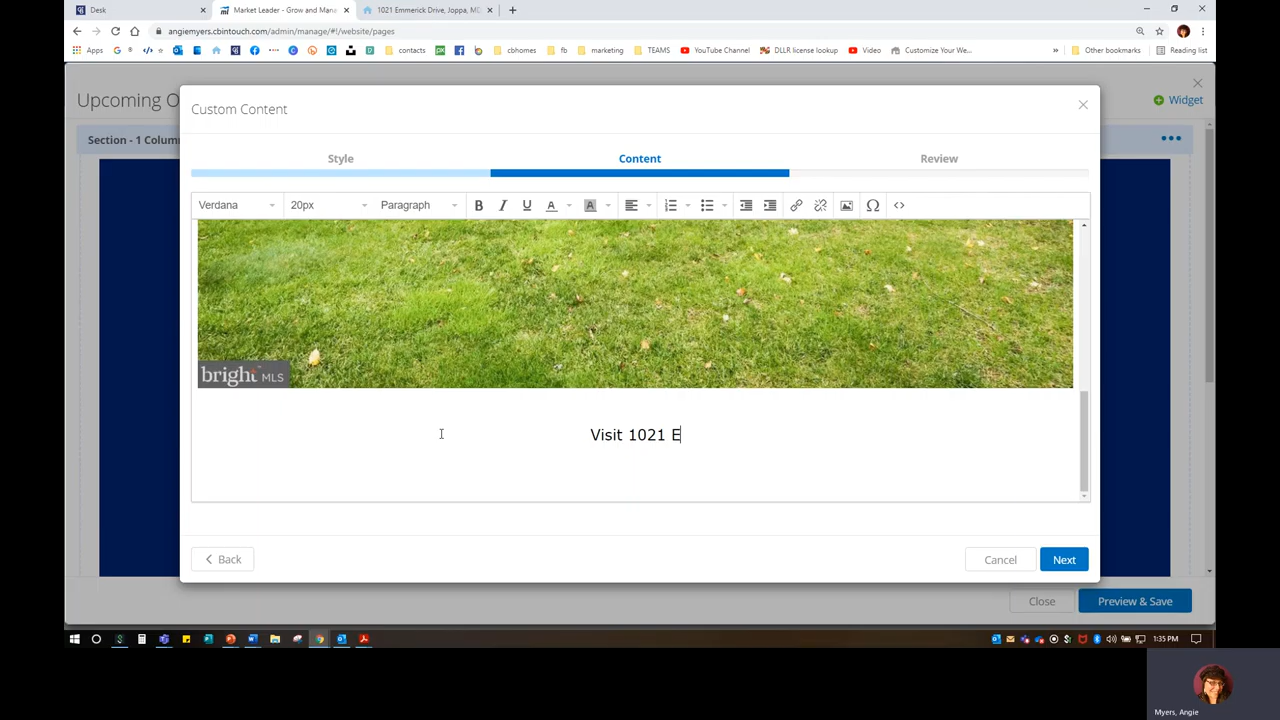 Desk
Market Leader - Grow and Mana
1021 Emmerick Drive, Joppa, MD
angiemyers.cbintouch.com/admin/manage/#!/website/pages
Apps
contacts
cbhomes
fb
marketing
TEAMS
YouTube Channel
DLLR license lookup
Video
Customize Your We...
Other bookmarks
Reading list
Upcoming O
Widget
Section - 1 Colum
Custom Content
Style
Content
Review
Verdana
20px
Paragraph
B I U A A
bright MLS
Visit 1021 E
Back
Cancel
Next
Close
Preview & Save
1:35 PM
Myers, Angie